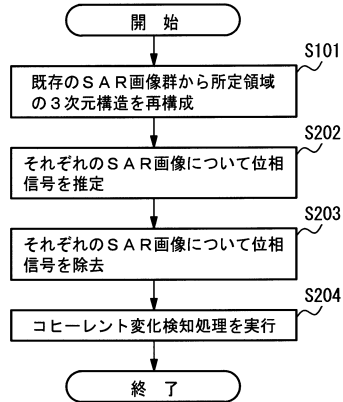 開 始
S101
既存のSAR画像群から所定領域
の3次元構造を再構成
S202
それぞれのSAR画像について位相
信号を推定
S203
それぞれのSAR画像について位相
信号を除去
S204
コヒーレント変化検知処理を実行
終 了